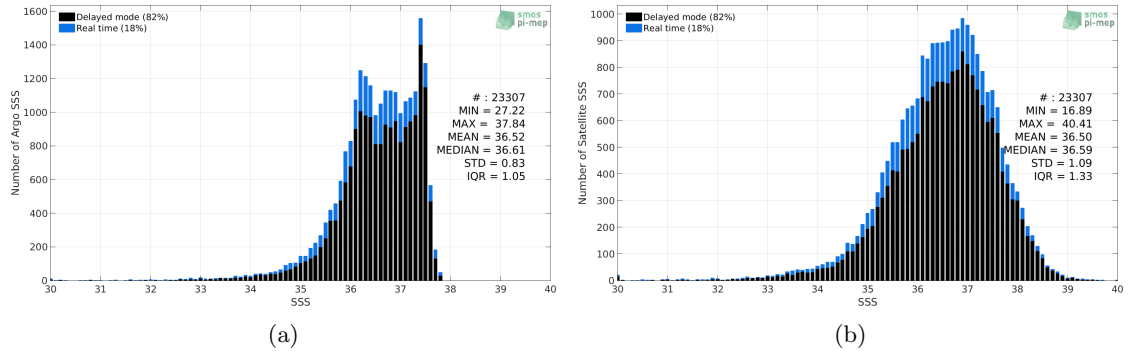 Delayed mode (82%)
Real time (18%)
smos
pi-mep
1600
1400
1200
1000
800
600
400
200
0
Number of Argo SSS
# : 23307
MIN = 27.22
MAX = 37.84
MEAN = 36.52
MEDIAN = 36.61
STD = 0.83
IQR = 1.05
30 31 32 33 34 35 36 37 38 39 40
SSS
(a)
Delayed mode (82%)
Real time (18%)
smos
pi-mep
1000
900
800
700
600
500
400
300
200
100
0
Number of Satellite SSS
# : 23307
MIN = 16.89
MAX = 40.41
MEAN = 36.50
MEDIAN = 36.59
STD = 1.09
IQR = 1.33
30 31 32 33 34 35 36 37 38 39 40
SSS
(b)